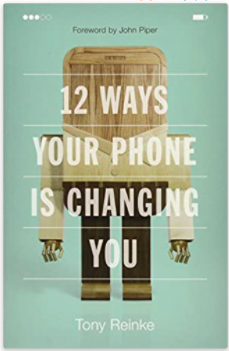 Foreword by John Piper
12 WAYS
YOUR PHONE
IS CHANGING
YOU
Tony Reinke